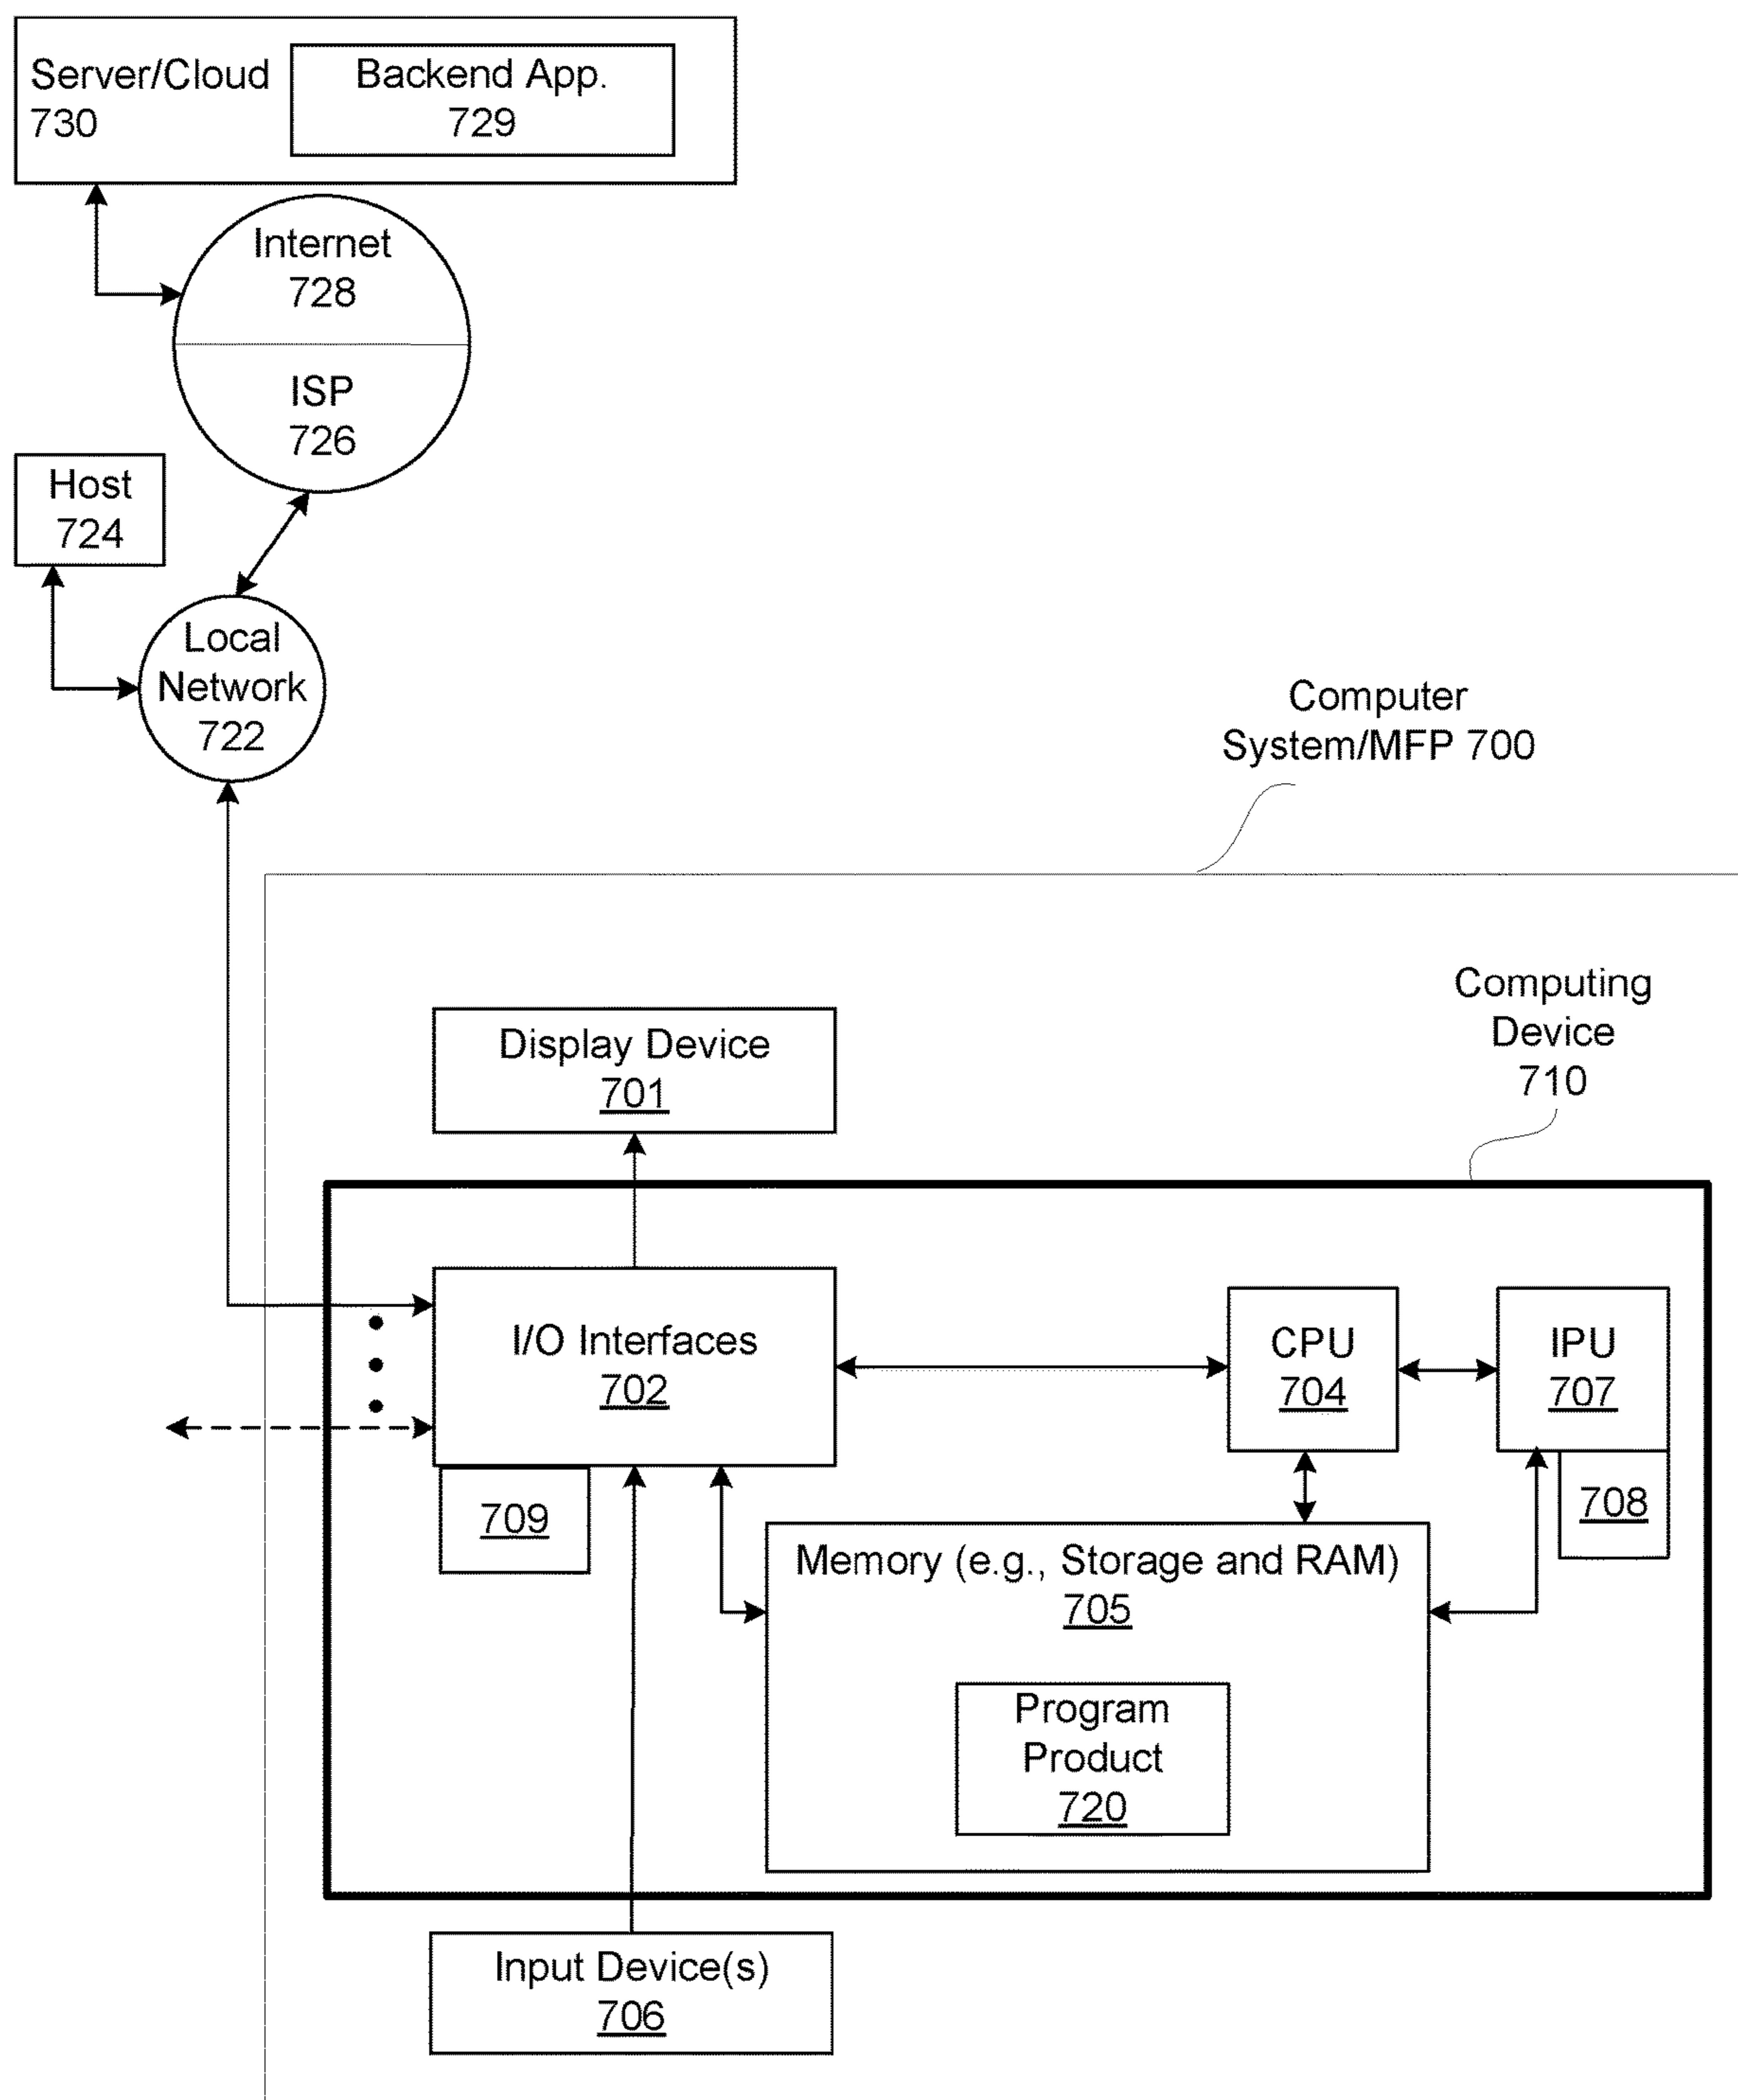 Server/Cloud
730
Backend App.
729
Internet
728
ISP
726
Host
724
Local
Network
722
Computer
System/MFP 700
Computing
Device
710
Display Device
701
I/O Interfaces
702
CPU
704
IPU
707
709
708
Memory (e.g., Storage and RAM)
705
Program
Product
720
Input Device(s)
706